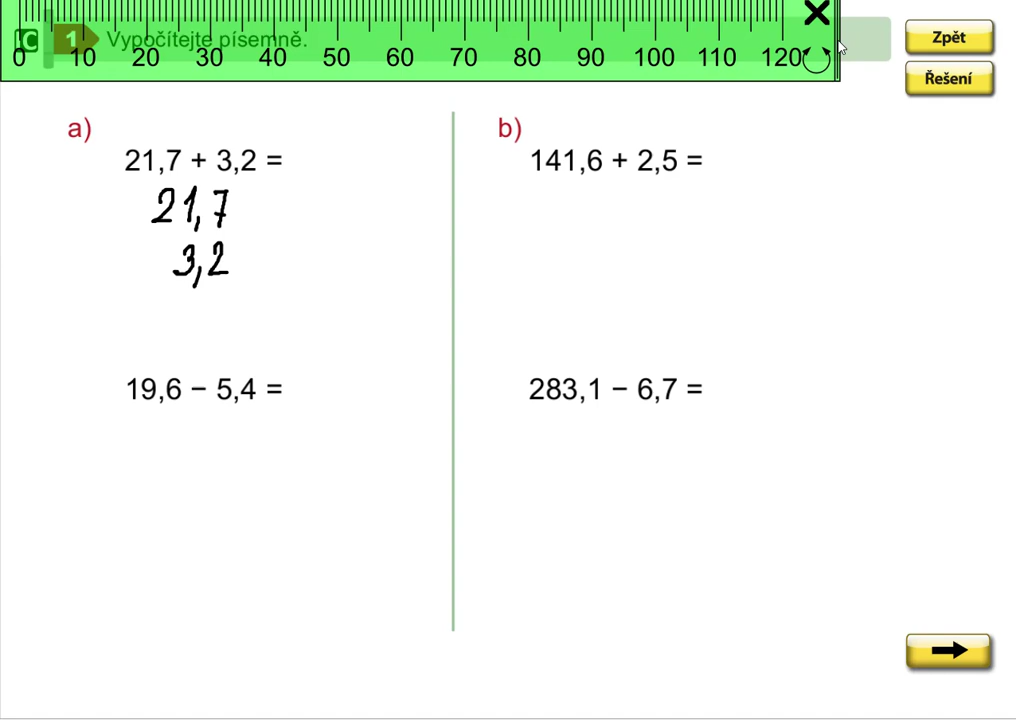 0 10 20 30 40 50 60 70 80 90 100 110 120
1 Vypočítejte písemně.
Zpět
Řešení
a)
21,7 + 3,2 =
21,7
3,2
19,6 − 5,4 =
b)
141,6 + 2,5 =
283,1 − 6,7 =